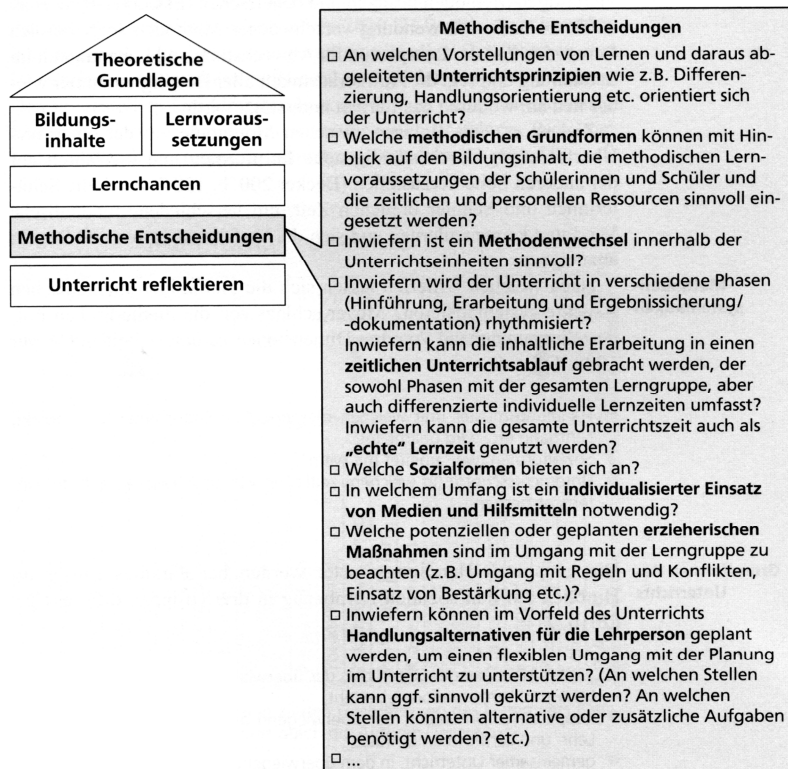 Theoretische
Grundlagen
Bildungs-
inhalte
Lernvoraus-
setzungen
Lernchancen
Methodische Entscheidungen
Unterricht reflektieren
Methodische Entscheidungen
□ An welchen Vorstellungen von Lernen und daraus ab-
geleiteten Unterrichtsprinzipien wie z.B. Differen-
zierung, Handlungsorientierung etc. orientiert sich
der Unterricht?
□ Welche methodischen Grundformen können mit Hin-
blick auf den Bildungsinhalt, die methodischen Lern-
voraussetzungen der Schülerinnen und Schüler und
die zeitlichen und personellen Ressourcen sinnvoll ein-
gesetzt werden?
□ Inwiefern ist ein Methodenwechsel innerhalb der
Unterrichtseinheiten sinnvoll?
□ Inwiefern wird der Unterricht in verschiedene Phasen
(Hinführung, Erarbeitung und Ergebnissicherung/
-dokumentation) rhythmisiert?
Inwiefern kann die inhaltliche Erarbeitung in einen
zeitlichen Unterrichtsablauf gebracht werden, der
sowohl Phasen mit der gesamten Lerngruppe, aber
auch differenzierte individuelle Lernzeiten umfasst?
Inwiefern kann die gesamte Unterrichtszeit auch als
„echte“ Lernzeit genutzt werden?
□ Welche Sozialformen bieten sich an?
□ In welchem Umfang ist ein individualisierter Einsatz
von Medien und Hilfsmitteln notwendig?
□ Welche potenziellen oder geplanten erzieherischen
Maßnahmen sind im Umgang mit der Lerngruppe zu
beachten (z.B. Umgang mit Regeln und Konflikten,
Einsatz von Bestärkung etc.)?
□ Inwiefern können im Vorfeld des Unterrichts
Handlungsalternativen für die Lehrperson geplant
werden, um einen flexiblen Umgang mit der Planung
im Unterricht zu unterstützen? (An welchen Stellen
kann ggf. sinnvoll gekürzt werden? An welchen
Stellen könnten alternative oder zusätzliche Aufgaben
benötigt werden? etc.)
□ ...